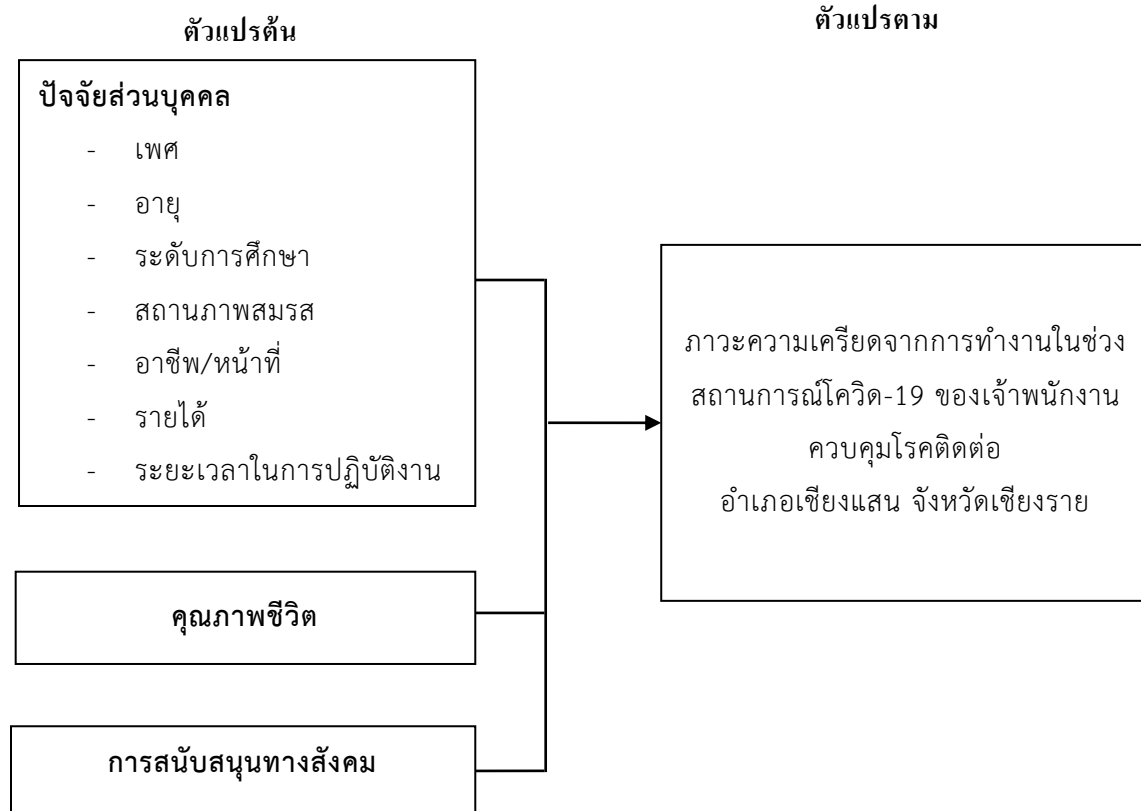 ตัวแปรต้น
ตัวแปรตาม
ปัจจัยส่วนบุคคล
- เพศ
- อายุ
- ระดับการศึกษา
- สถานภาพสมรส
- อาชีพ/หน้าที่
- รายได้
- ระยะเวลาในการปฏิบัติงาน
คุณภาพชีวิต
การสนับสนุนทางสังคม
ภาวะความเครียดจากการทำงานในช่วง
สถานการณ์โควิด-19 ของเจ้าพนักงาน
ควบคุมโรคติดต่อ
อำเภอเชียงแสน จังหวัดเชียงราย